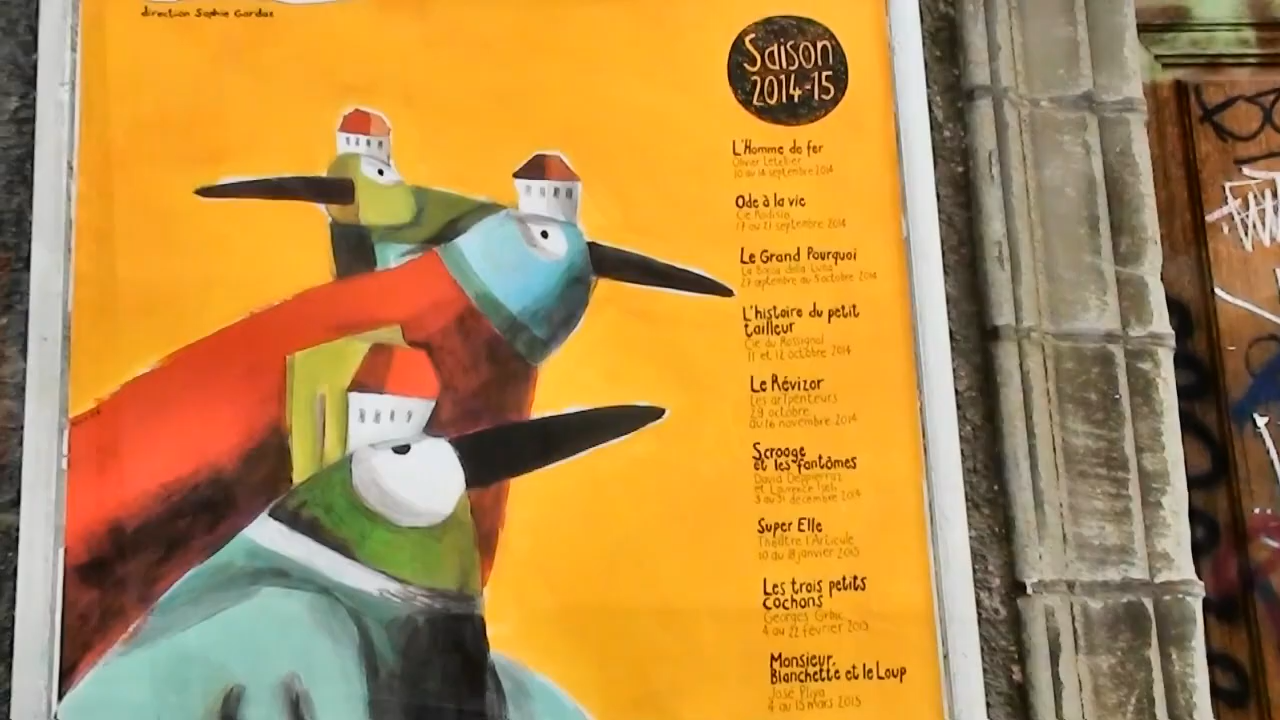 direction Sophie Gardaz
Saison
2014-15
L'Homme de fer
Olivier Letellier
10 au 14 septembre 2014
Ode à la vie
Cie Rodisio
17 au 21 septembre 2014
Le Grand Pourquoi
La Bocca della Luna
27 septembre au 5 octobre 2014
L'histoire du petit
tailleur
Cie du Rossignol
11 et 12 octobre 2014
Le Révizor
Les arTpenteurs
29 octobre
au 16 novembre 2014
Scrooge
et les fantômes
David Deppierraz
et Laurence Iseli
3 au 31 décembre 2014
Super Elle
Théâtre l'Articule
10 au 18 janvier 2015
Les trois petits
cochons
Georges Grbic
4 au 22 février 2015
Monsieur,
Blanchette et le Loup
José Pliya
4 au 15 mars 2015